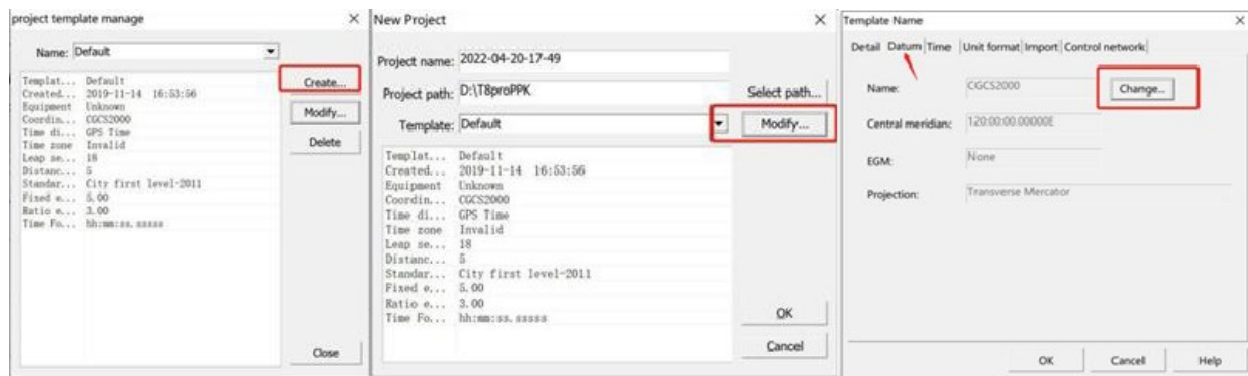 project template manage
Name: Default
Templat... Default
Created... 2019-11-14 16:53:56
Equipment Unknown
Coordin... CGCS2000
Time di... GPS Time
Time zone Invalid
Leap se... 18
Distanc... 5
Standar... City first level-2011
Fixed e... 5.00
Ratio e... 3.00
Time Fo... hh:mm:ss.sssss
Create...
Modify...
Delete
Close
New Project
Project name: 2022-04-20-17-49
Project path: D:\T8proPPK
Select path...
Template: Default
Modify...
Templat... Default
Created... 2019-11-14 16:53:56
Equipment Unknown
Coordin... CGCS2000
Time di... GPS Time
Time zone Invalid
Leap se... 18
Distanc... 5
Standar... City first level-2011
Fixed e... 5.00
Ratio e... 3.00
Time Fo... hh:mm:ss.sssss
OK
Cancel
Template Name
Detail Datum Time Unit format Import Control network
Name: CGCS2000
Change...
Central meridian: 120:00:00.00000E
EGM: None
Projection: Transverse Mercator
OK Cancel Help